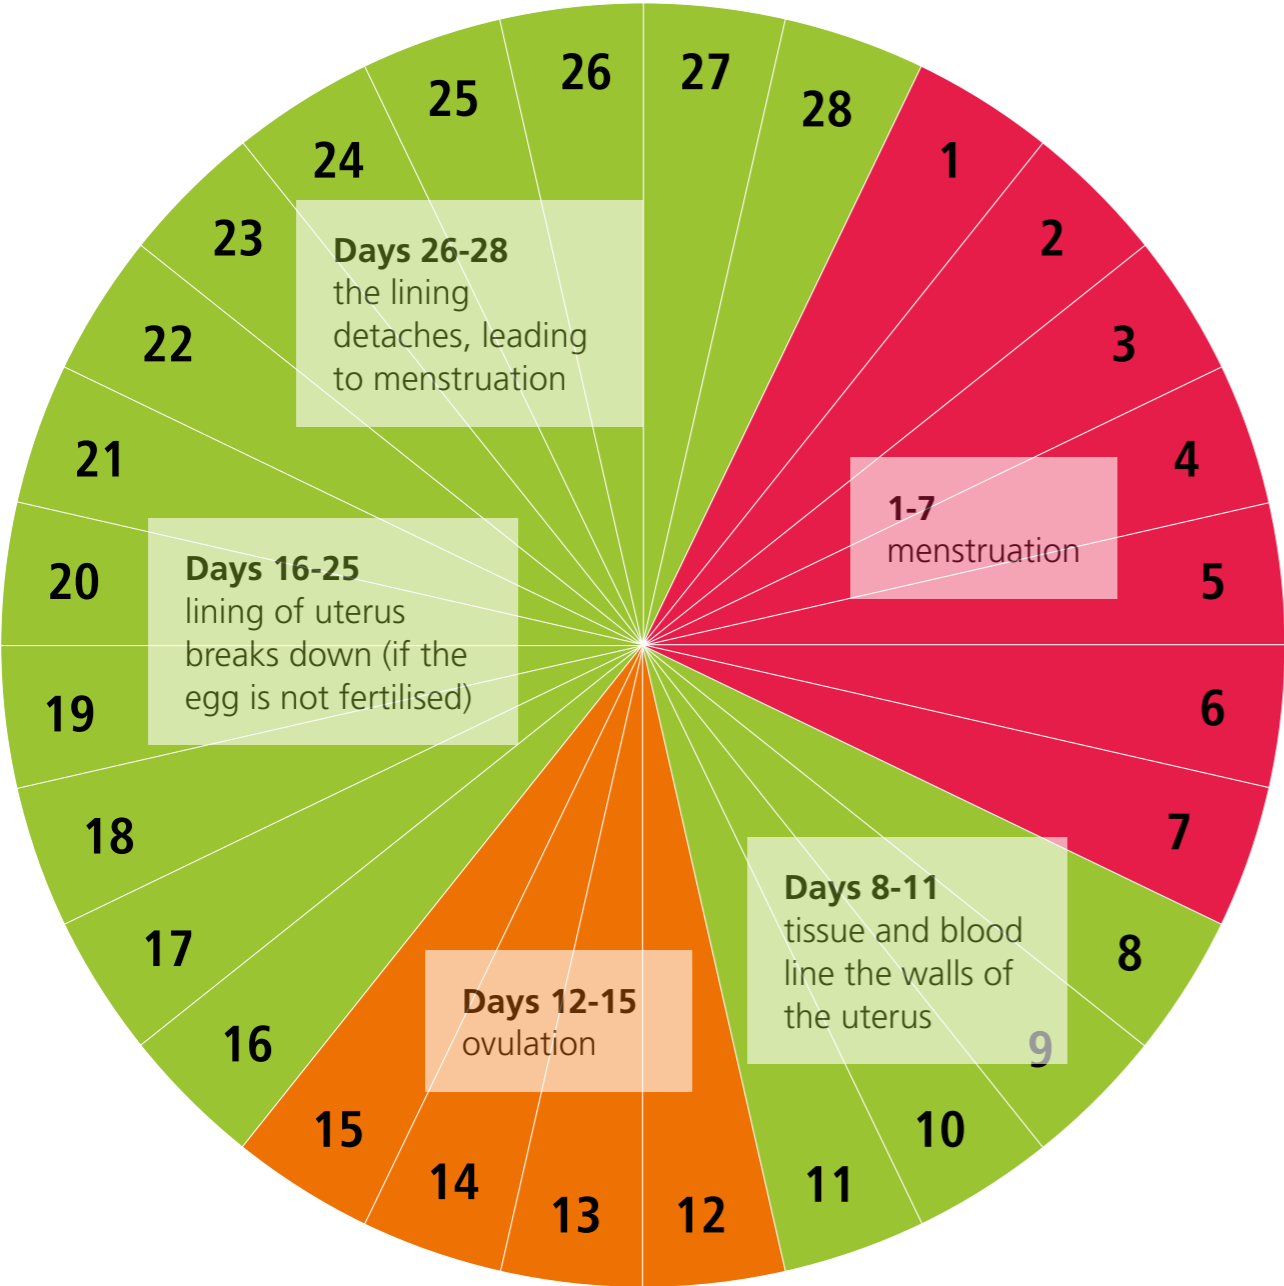 1
2
3
4
5
6
7
8
9
10
11
12
13
14
15
16
17
18
19
20
21
22
23
24
25
26
27
28
1-7
menstruation
Days 8-11
tissue and blood
line the walls of
the uterus
Days 12-15
ovulation
Days 16-25
lining of uterus
breaks down (if the
egg is not fertilised)
Days 26-28
the lining
detaches, leading
to menstruation